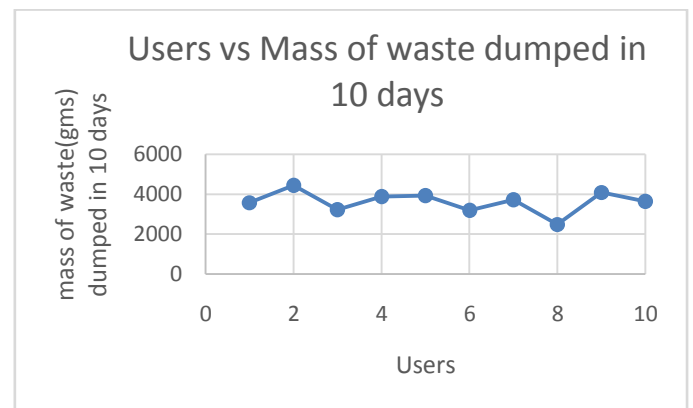 Users vs Mass of waste dumped in
10 days
mass of waste(gms)
dumped in 10 days
6000
4000
2000
0
0 2 4 6 8 10
Users